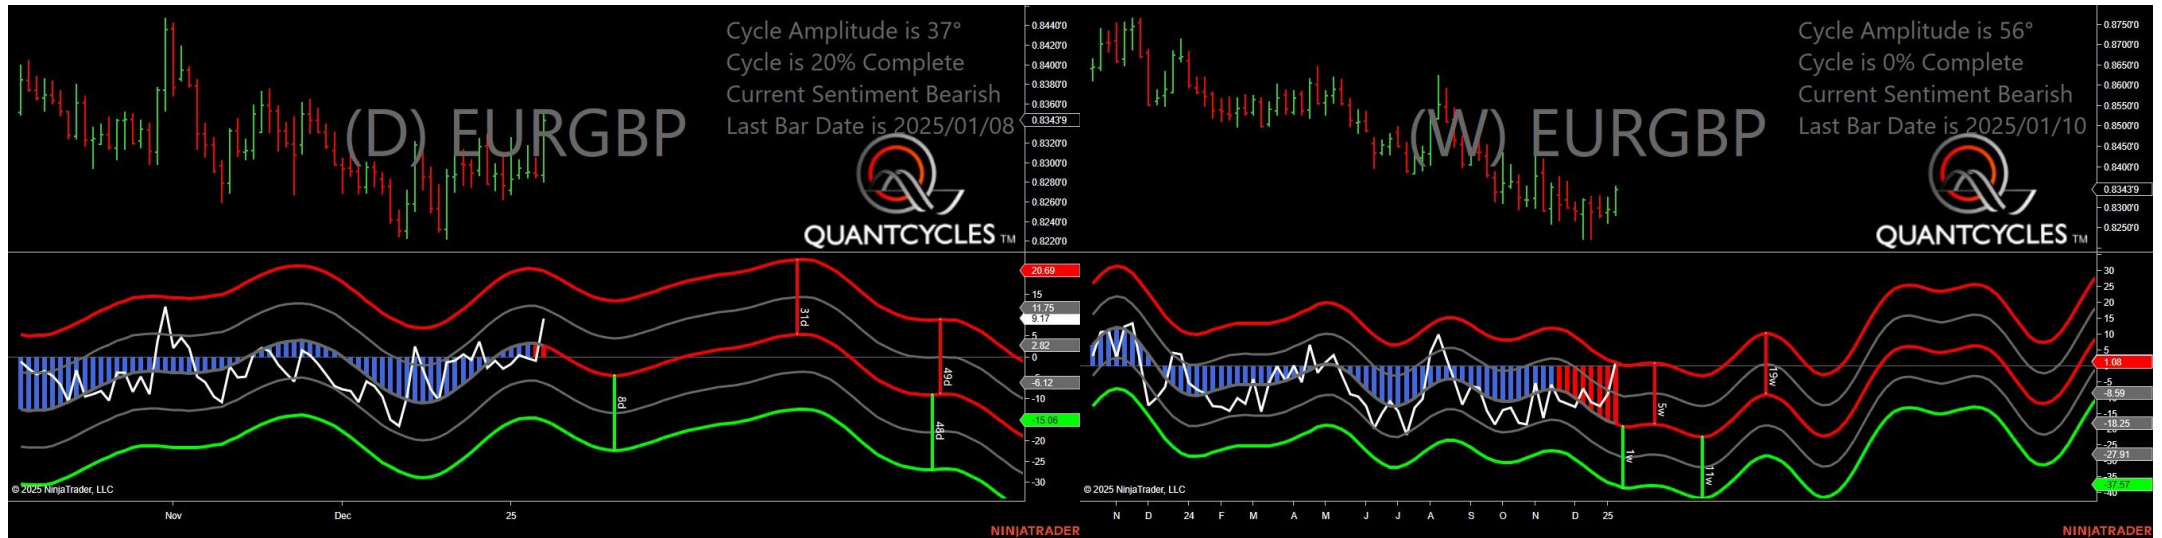 Cycle Amplitude is 37°
Cycle is 20% Complete
Current Sentiment Bearish
Last Bar Date is 2025/01/08
(D) EURGBP
QUANTCYCLES TM
0.8440'0
0.8420'0
0.8400'0
0.8380'0
0.8360'0
0.8343'9
0.8320'0
0.8300'0
0.8280'0
0.8260'0
0.8240'0
0.8220'0
20.69
15
11.75
9.17
5
2.82
0
-6.12
-10
-15.06
-20
-25
-30
31d
8d
49d
48d
© 2025 NinjaTrader, LLC
Nov
Dec
25
NINJATRADER
Cycle Amplitude is 56°
Cycle is 0% Complete
Current Sentiment Bearish
Last Bar Date is 2025/01/10
(W) EURGBP
QUANTCYCLES TM
0.8750'0
0.8700'0
0.8650'0
0.8600'0
0.8550'0
0.8500'0
0.8450'0
0.8400'0
0.8343'9
0.8300'0
0.8250'0
30
25
20
15
10
5
1.08
-5
-8.59
-15
-18.25
-25
-27.91
-37.57
-40
1w
5w
11w
19w
© 2025 NinjaTrader, LLC
N D 24 F M A M J J A S O N D 25
NINJATRADER